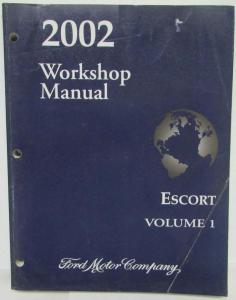 2002
Workshop
Manual
ESCORT
VOLUME 1
Ford Motor Company